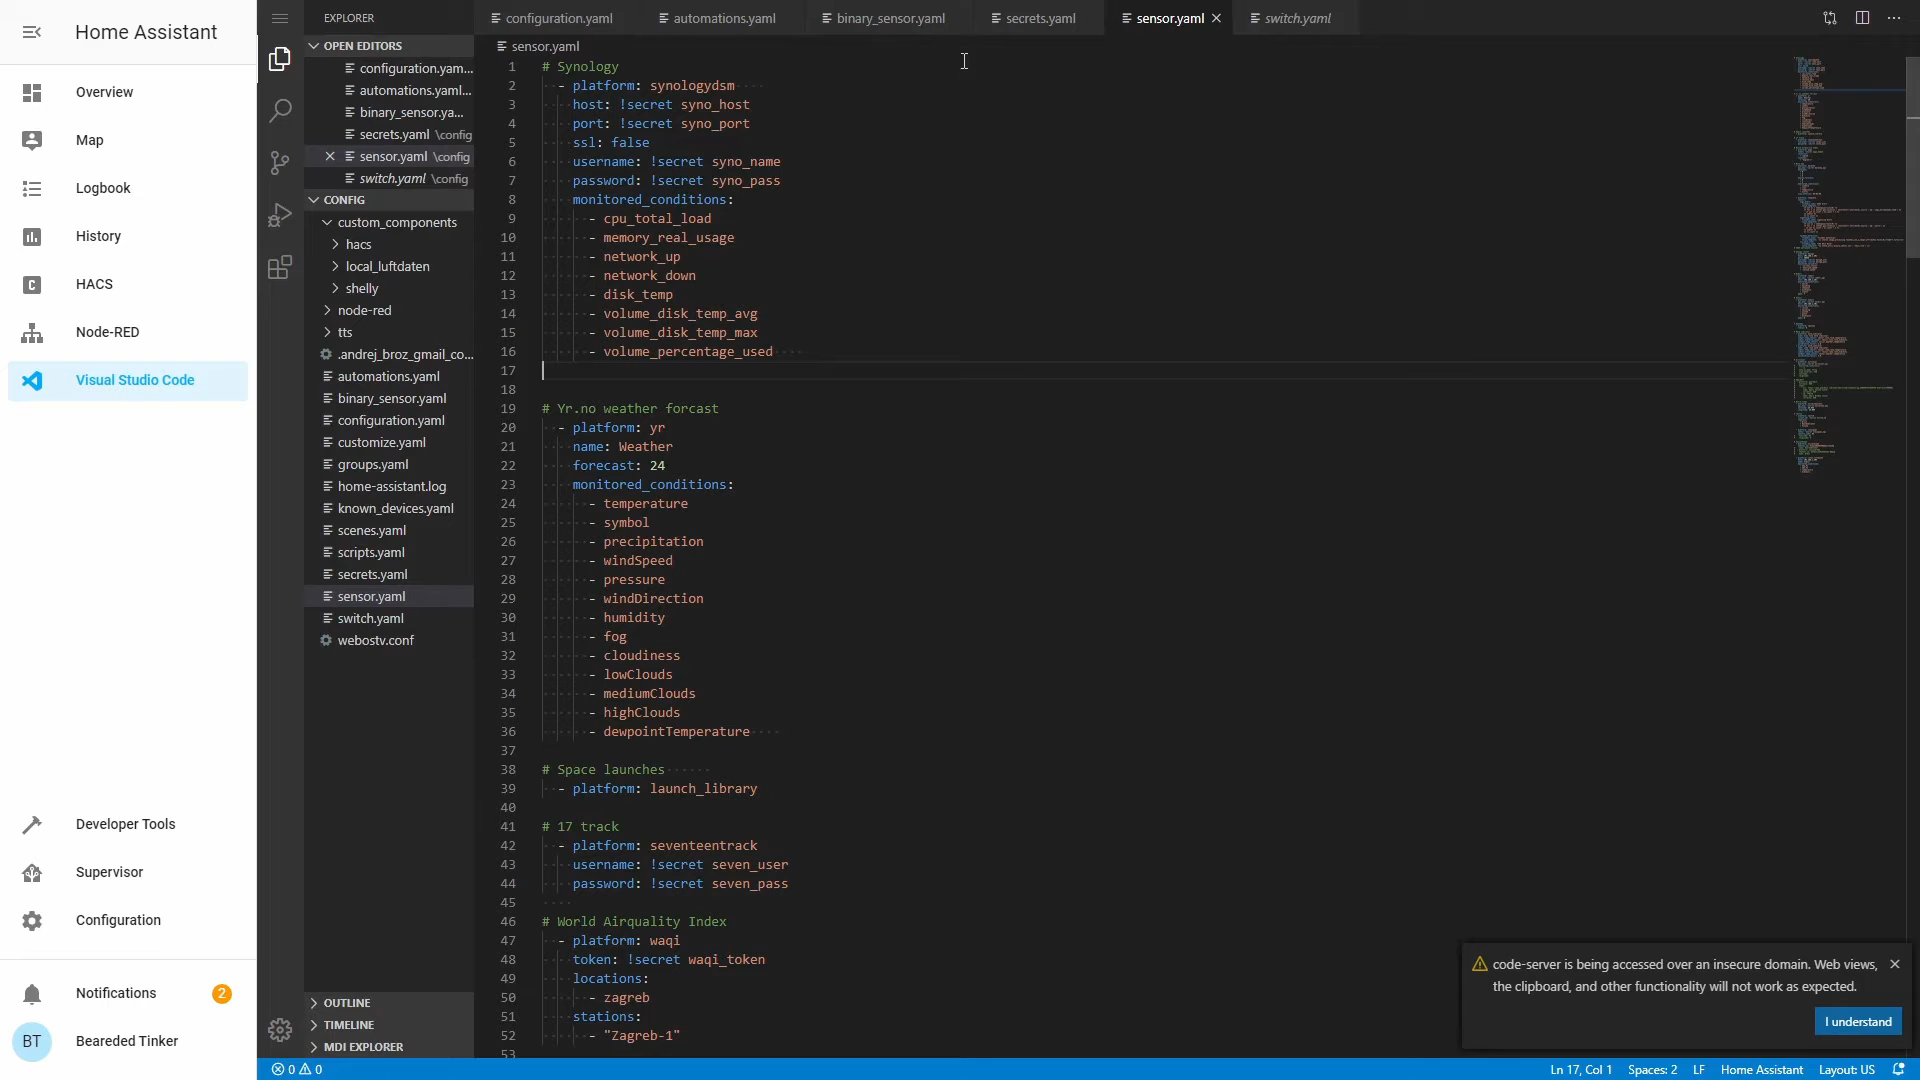 Home Assistant
Overview
Map
Logbook
History
HACS
Node-RED
Visual Studio Code
Developer Tools
Supervisor
Configuration
Notifications
2
BT
Beareded Tinker
EXPLORER
OPEN EDITORS
configuration.yam...
automations.yaml...
binary_sensor.ya...
secrets.yaml \config
sensor.yaml \config
switch.yaml \config
CONFIG
custom_components
hacs
local_luftdaten
shelly
node-red
tts
.andrej_broz_gmail_co...
automations.yaml
binary_sensor.yaml
configuration.yaml
customize.yaml
groups.yaml
home-assistant.log
known_devices.yaml
scenes.yaml
scripts.yaml
secrets.yaml
sensor.yaml
switch.yaml
webostv.conf
OUTLINE
TIMELINE
MDI EXPLORER
configuration.yaml
automations.yaml
binary_sensor.yaml
secrets.yaml
sensor.yaml
switch.yaml
sensor.yaml
1 # Synology
2 - platform: synologydsm
3 host: !secret syno_host
4 port: !secret syno_port
5 ssl: false
6 username: !secret syno_name
7 password: !secret syno_pass
8 monitored_conditions:
9 - cpu_total_load
10 - memory_real_usage
11 - network_up
12 - network_down
13 - disk_temp
14 - volume_disk_temp_avg
15 - volume_disk_temp_max
16 - volume_percentage_used
17
18
19 # Yr.no weather forcast
20 - platform: yr
21 name: Weather
22 forecast: 24
23 monitored_conditions:
24 - temperature
25 - symbol
26 - precipitation
27 - windSpeed
28 - pressure
29 - windDirection
30 - humidity
31 - fog
32 - cloudiness
33 - lowClouds
34 - mediumClouds
35 - highClouds
36 - dewpointTemperature
37
38 # Space launches
39 - platform: launch_library
40
41 # 17 track
42 - platform: seventeentrack
43 username: !secret seven_user
44 password: !secret seven_pass
45
46 # World Airquality Index
47 - platform: waqi
48 token: !secret waqi_token
49 locations:
50 - zagreb
51 stations:
52 - "Zagreb-1"
53
code-server is being accessed over an insecure domain. Web views,
the clipboard, and other functionality will not work as expected.
I understand
0 0
Ln 17, Col 1
Spaces: 2
LF
Home Assistant
Layout: US